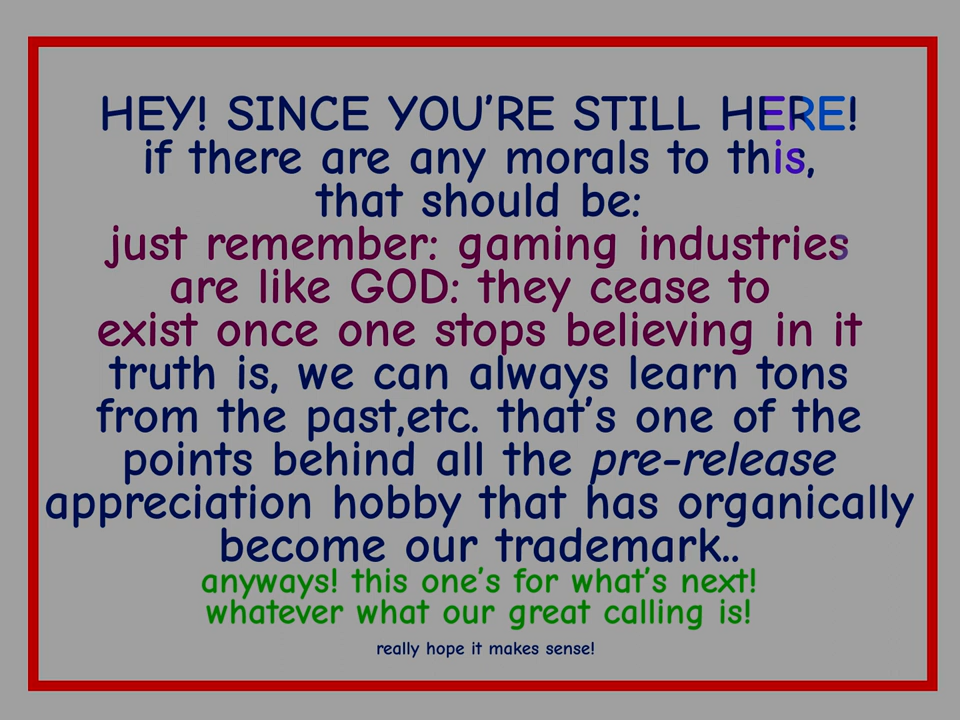 HEY! SINCE YOU'RE STILL HERE!
if there are any morals to this,
that should be:
just remember: gaming industries
are like GOD: they cease to
exist once one stops believing in it
truth is, we can always learn tons
from the past,etc. that's one of the
points behind all the pre-release
appreciation hobby that has organically
become our trademark..
anyways! this one's for what's next!
whatever what our great calling is!
really hope it makes sense!